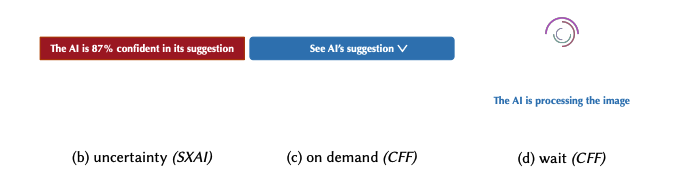 The AI is 87% confident in its suggestion
See AI's suggestion
The AI is processing the image
(b) uncertainty (SXAI)
(c) on demand (CFF)
(d) wait (CFF)